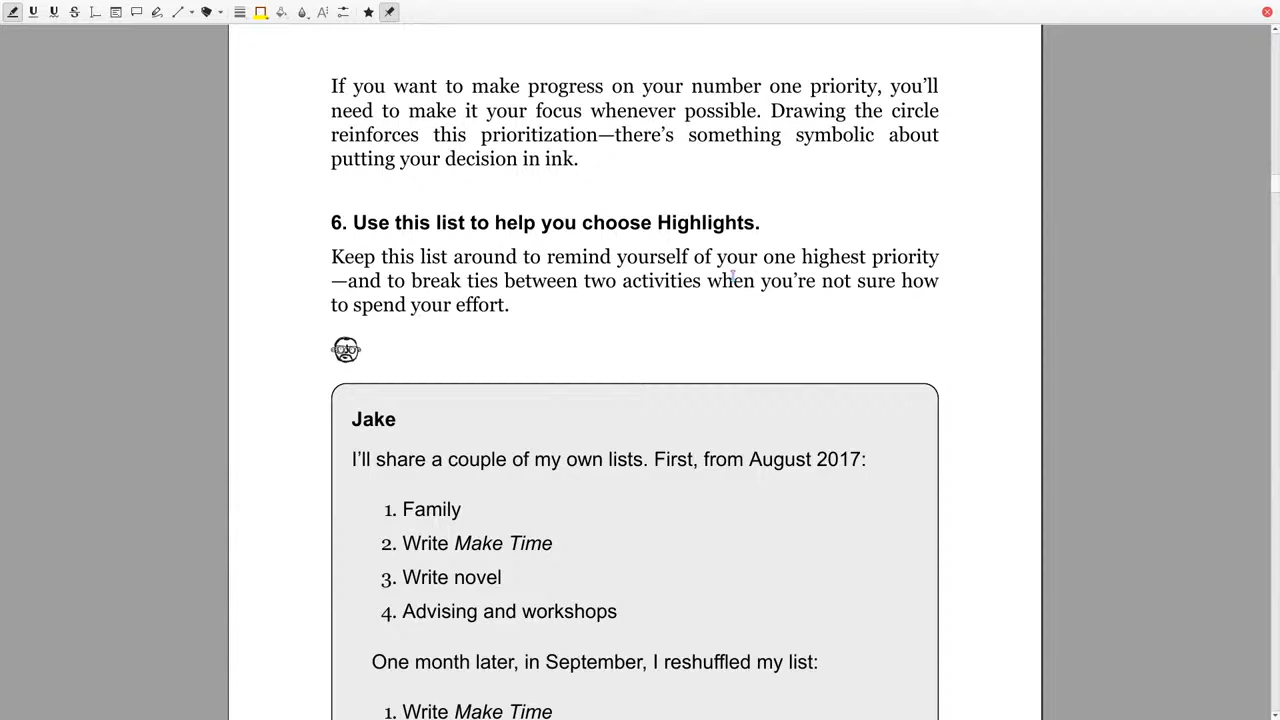 If you want to make progress on your number one priority, you’ll
need to make it your focus whenever possible. Drawing the circle
reinforces this prioritization—there’s something symbolic about
putting your decision in ink.
6. Use this list to help you choose Highlights.
Keep this list around to remind yourself of your one highest priority
—and to break ties between two activities when you’re not sure how
to spend your effort.
Jake
I’ll share a couple of my own lists. First, from August 2017:
1. Family
2. Write Make Time
3. Write novel
4. Advising and workshops
One month later, in September, I reshuffled my list:
1. Write Make Time